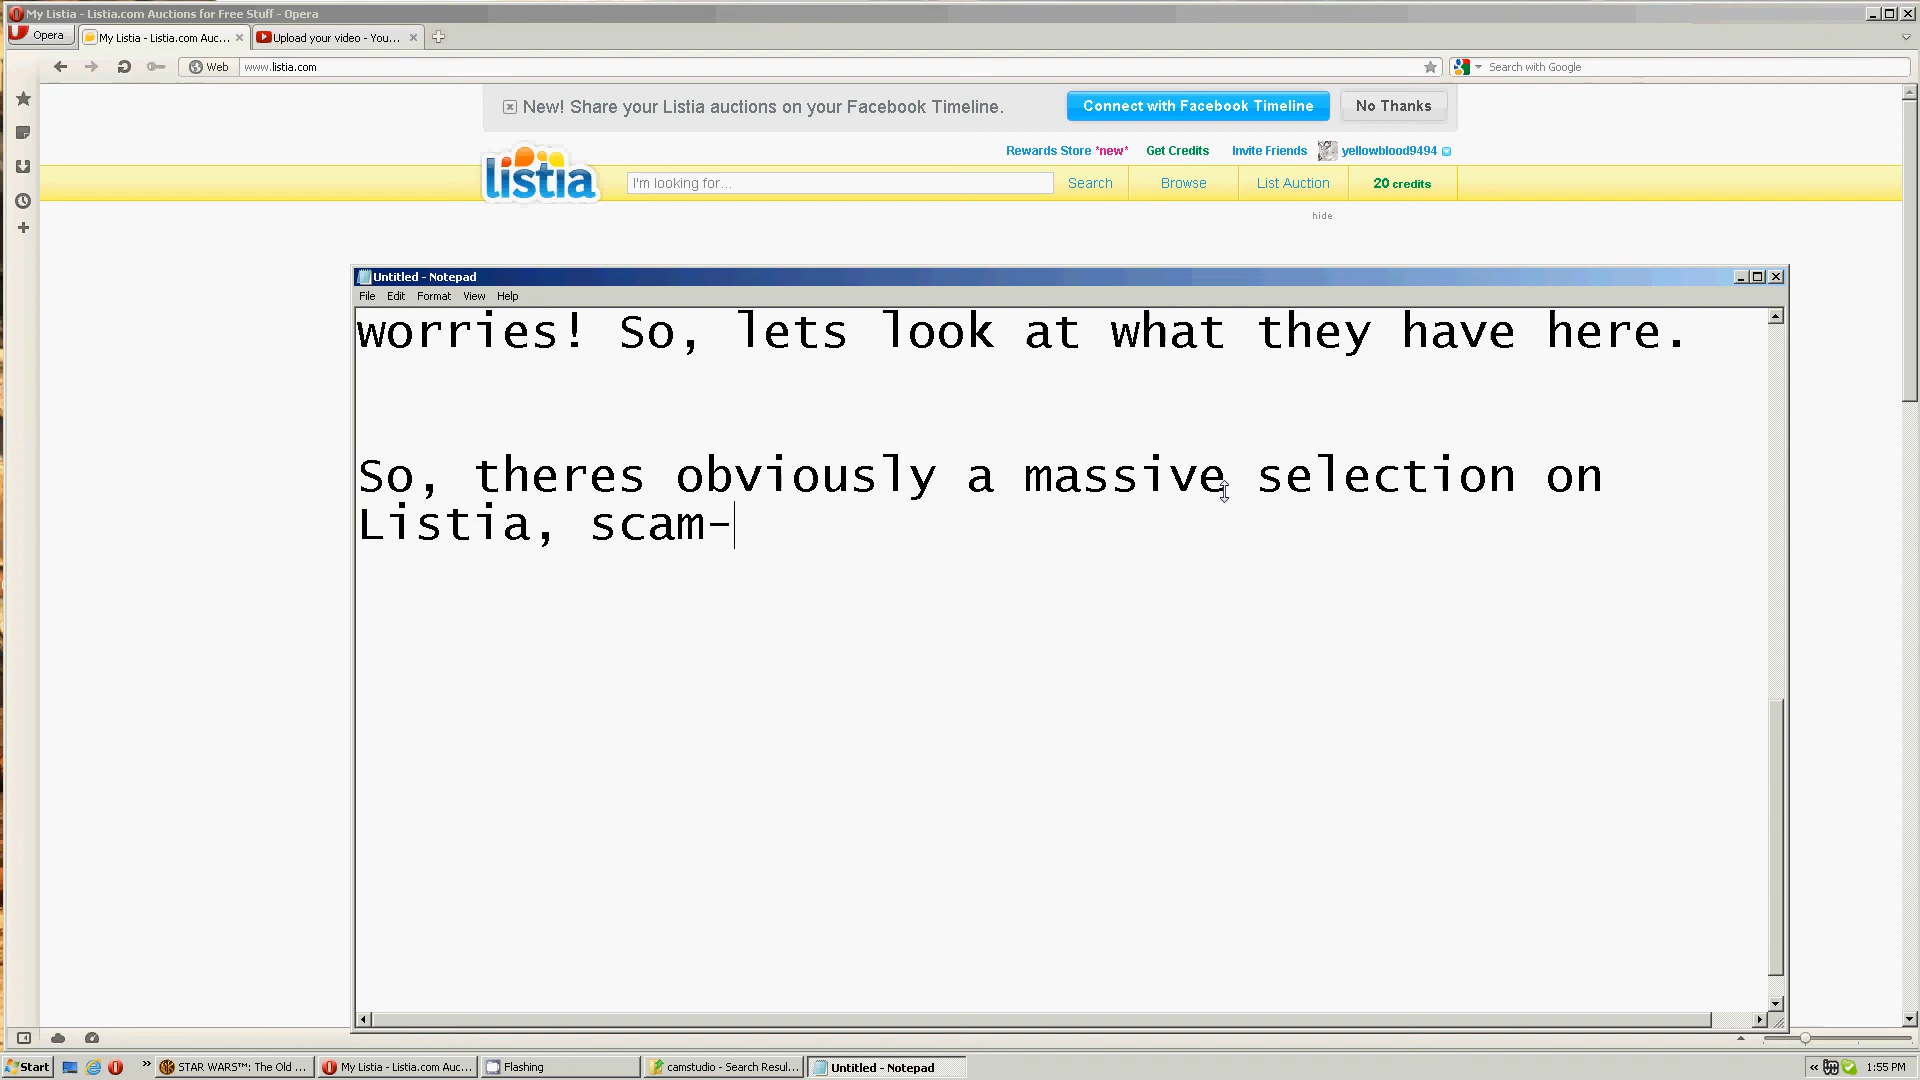 My Listia - Listia.com Auctions for Free Stuff - Opera
Opera
My Listia - Listia.com Auc...
Upload your video - You...
Web
www.listia.com
Search with Google
New! Share your Listia auctions on your Facebook Timeline.
Connect with Facebook Timeline
No Thanks
Rewards Store *new*
Get Credits
Invite Friends
yellowblood9494
listia
I'm looking for...
Search
Browse
List Auction
20 credits
hide
Untitled - Notepad
File Edit Format View Help
worries! So, lets look at what they have here.
So, theres obviously a massive selection on
Listia, scam-
Start
STAR WARS™: The Old ...
My Listia - Listia.com Auc...
Flashing
camstudio - Search Resul...
Untitled - Notepad
1:55 PM